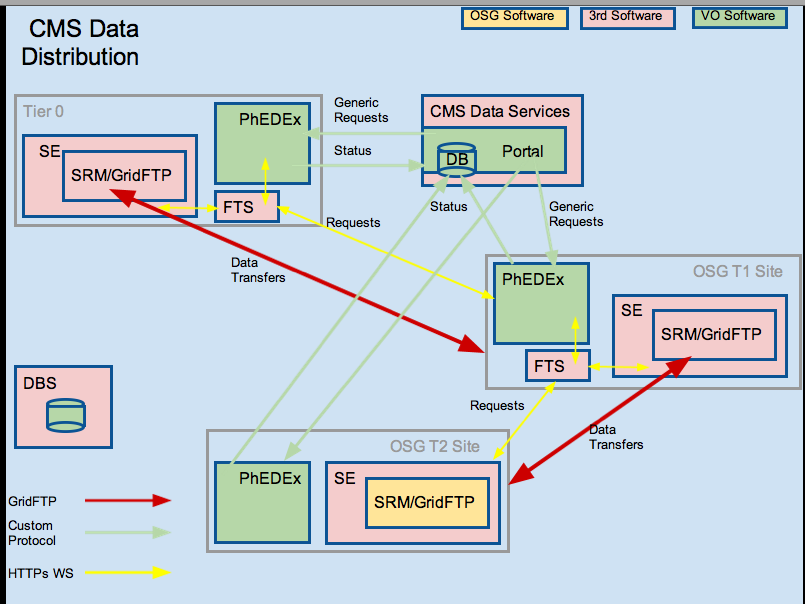 CMS Data
Distribution
OSG Software
3rd Software
VO Software
Tier 0
PhEDEx
SE
SRM/GridFTP
FTS
Generic
Requests
Status
CMS Data Services
DB
Portal
Requests
Status
Generic
Requests
Data
Transfers
OSG T1 Site
PhEDEx
SE
SRM/GridFTP
FTS
DBS
Requests
Data
Transfers
OSG T2 Site
PhEDEx
SE
SRM/GridFTP
GridFTP
Custom
Protocol
HTTPs WS